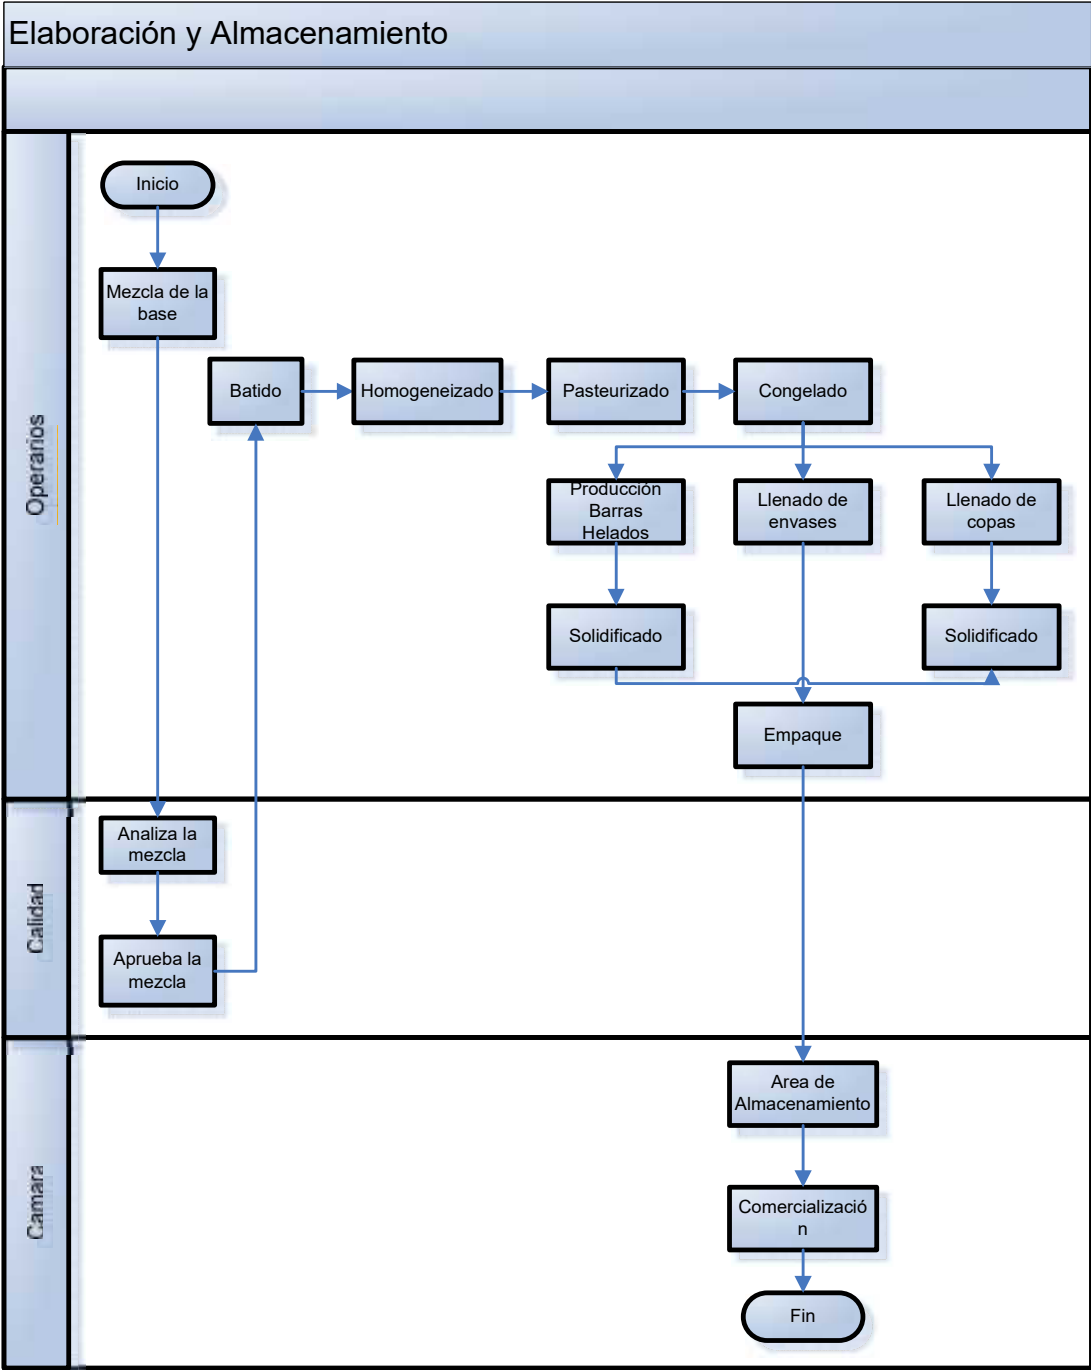 Elaboración y Almacenamiento
Operarios
Inicio
Mezcla de la
base
Batido
Homogeneizado
Pasteurizado
Congelado
Producción
Barras
Helados
Llenado de
envases
Llenado de
copas
Solidificado
Solidificado
Empaque
Calidad
Analiza la
mezcla
Aprueba la
mezcla
Camara
Area de
Almacenamiento
Comercializació
n
Fin